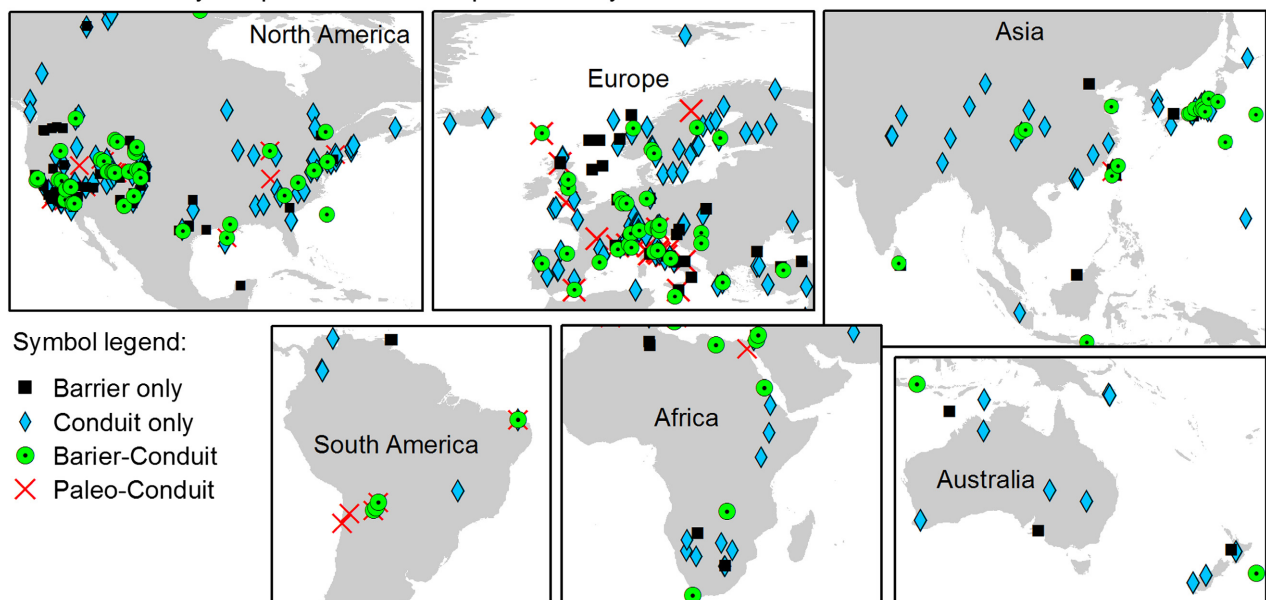 North America
Europe
Asia
Symbol legend:
Barrier only
Conduit only
Barier-Conduit
Paleo-Conduit
South America
Africa
Australia